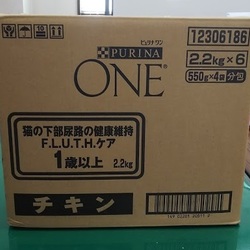 ピュリナ ワン
PURINA
ONE®
12306186
2.2kg×6
550g×4袋 分包
猫の下部尿路の健康維持
F.L.U.T.H.ケア
1歳以上 2.2kg
チキン